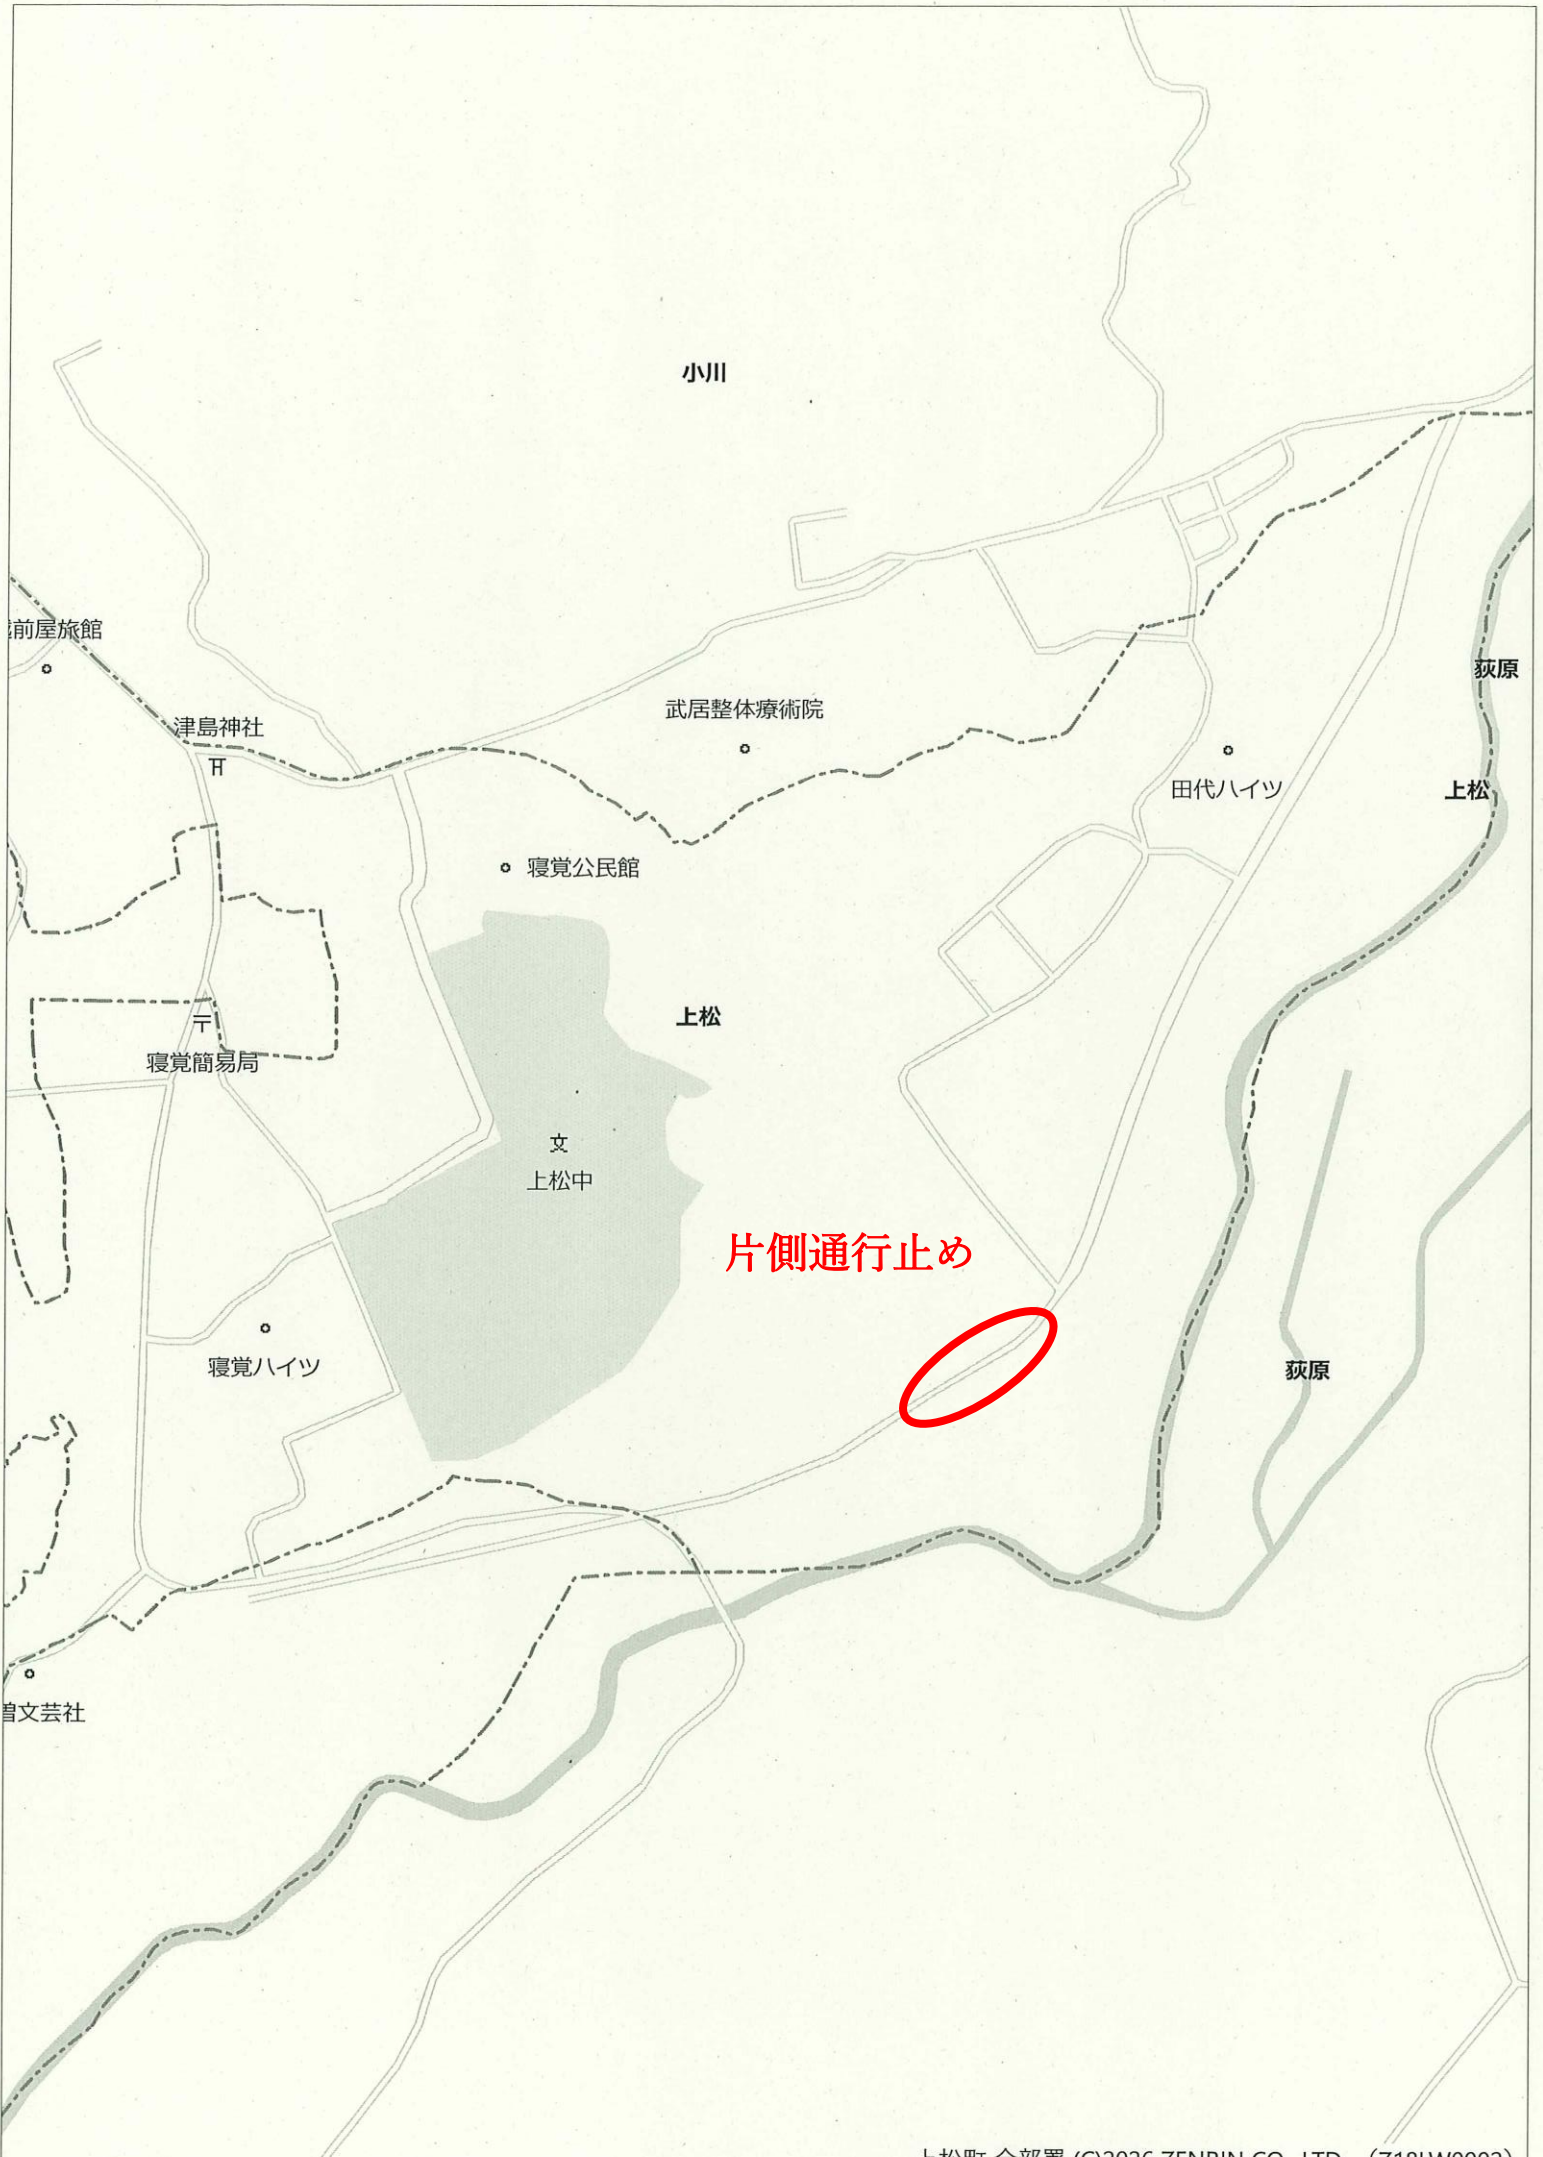 小川
前屋旅館
荻原
武居整体療術院
津島神社
田代ハイツ
上松
寝覚公民館
上松
寝覚簡易局
文
上松中
片側通行止め
寝覚ハイツ
荻原
文芸社